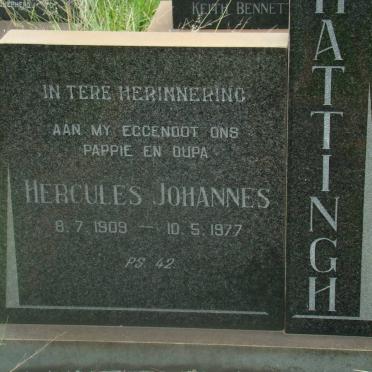 KEITH BENNET
IN TERE HERINNERING
AAN MY EGGENOOT ONS
PAPPIE EN OUPA
HERCULES JOHANNES
8.7.1909 — 10.5.1977
PS. 42
HATTINGH